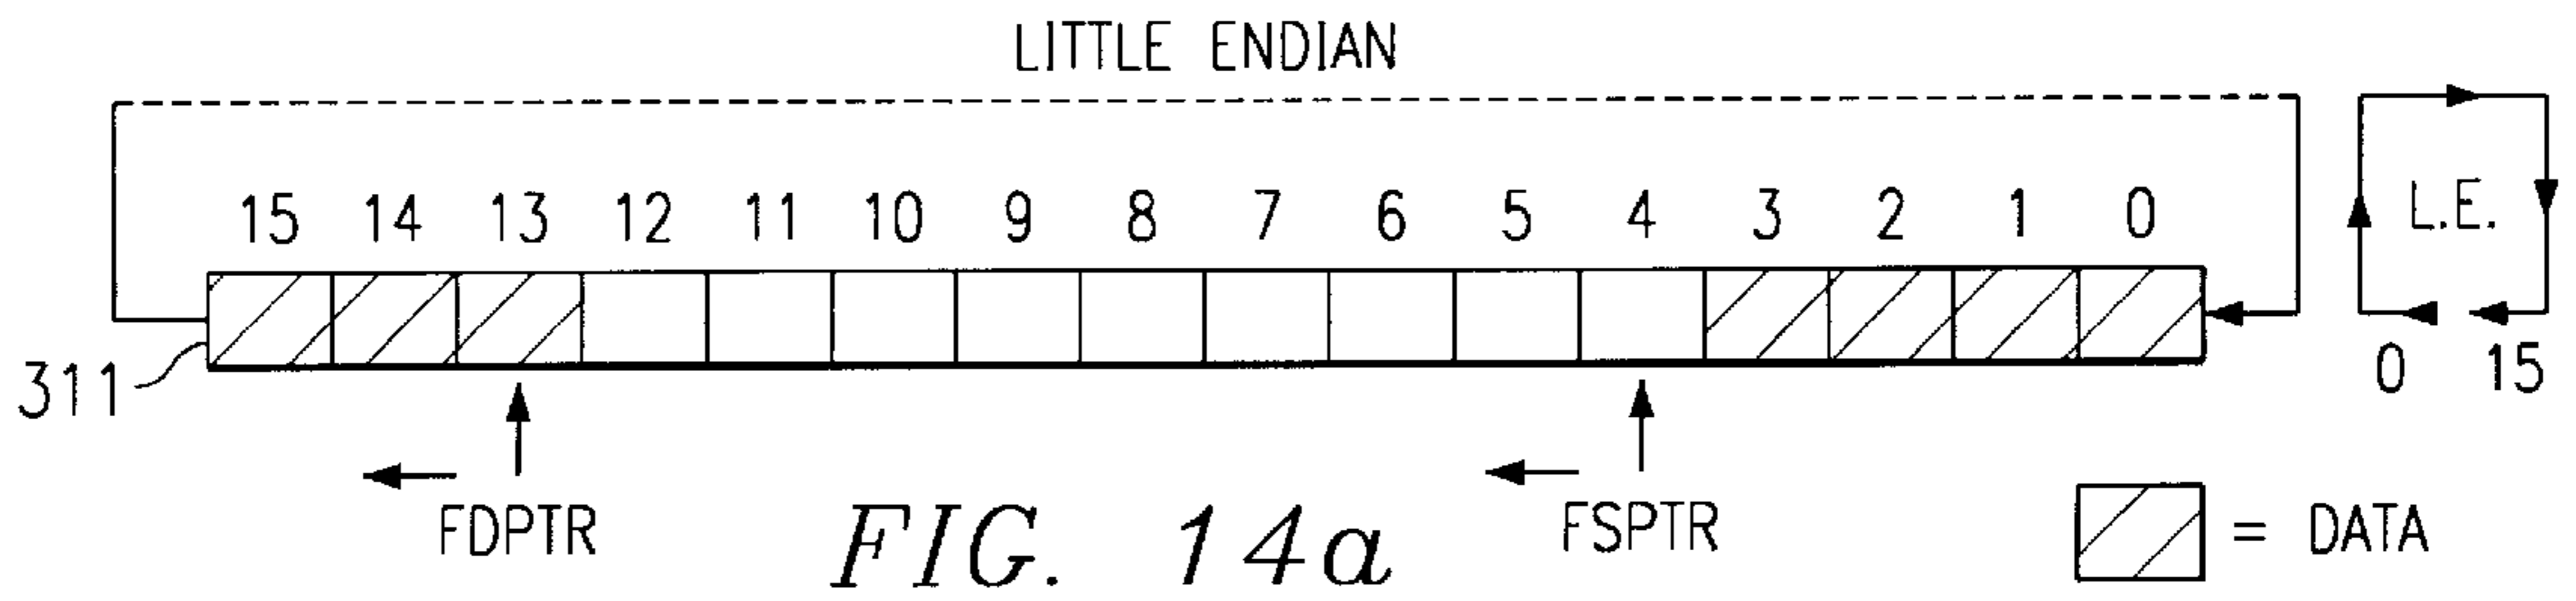 LITTLE ENDIAN
15 14 13 12 11 10 9 8 7 6 5 4 3 2 1 0 L.E.
311 0 15
FDPTR FSPTR = DATA
FIG. 14a